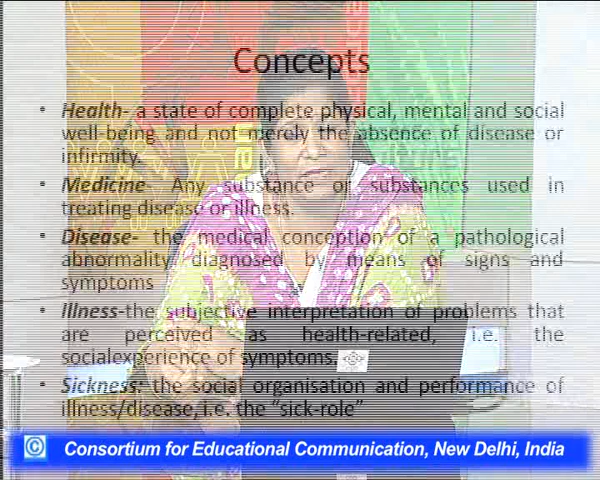 Concepts
• Health- a state of complete physical, mental and social
well-being and not merely the absence of disease or
infirmity.
• Medicine- Any substance or substances used in
treating disease or illness.
• Disease- the medical conception of a pathological
abnormality diagnosed by means of signs and
symptoms
• Illness-the subjective interpretation of problems that
are perceived as health-related, i.e. the
socialexperience of symptoms.
• Sickness: the social organisation and performance of
illness/disease, i.e. the “sick-role”
© Consortium for Educational Communication, New Delhi, India